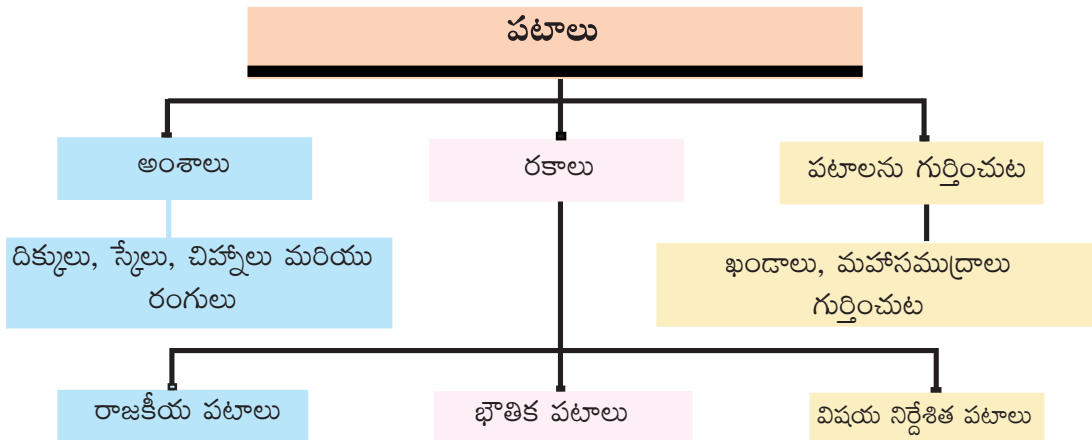 పటాలు
అంశాలు
రకాలు
పటాలను గుర్తించుట
దిక్కులు, స్కేలు, చిహ్నాలు మరియు
రంగులు
ఖండాలు, మహాసముద్రాలు
గుర్తించుట
రాజకీయ పటాలు
భౌతిక పటాలు
విషయ నిర్దేశిత పటాలు